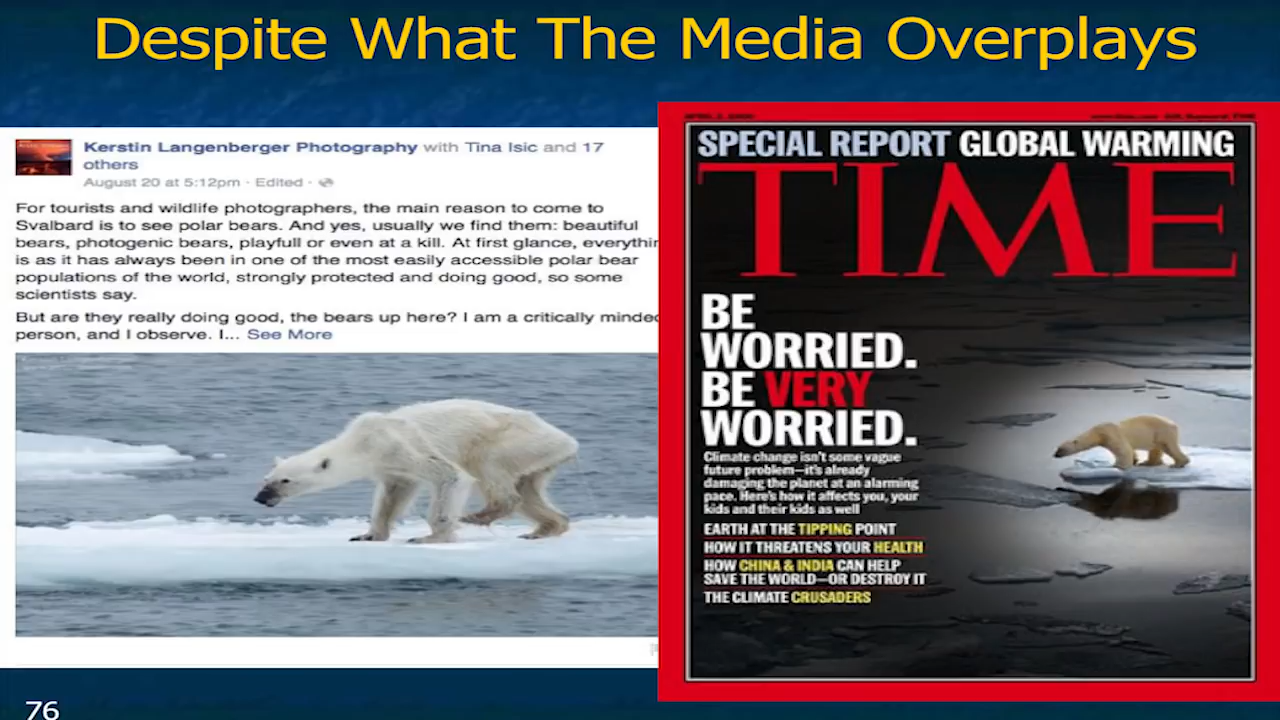 Despite What The Media Overplays
Kerstin Langenberger Photography with Tina Isic and 17
others
August 20 at 5:12pm · Edited ·
For tourists and wildlife photographers, the main reason to come to
Svalbard is to see polar bears. And yes, usually we find them: beautiful
bears, photogenic bears, playfull or even at a kill. At first glance, everythin
is as it has always been in one of the most easily accessible polar bear
populations of the world, strongly protected and doing good, so some
scientists say.
But are they really doing good, the bears up here? I am a critically minded
person, and I observe. I... See More
SPECIAL REPORT GLOBAL WARMING
TIME
BE
WORRIED.
BE VERY
WORRIED.
Climate change isn't some vague
future problem—it's already
damaging the planet at an alarming
pace. Here's how it affects you, your
kids and their kids as well
EARTH AT THE TIPPING POINT
HOW IT THREATENS YOUR HEALTH
HOW CHINA & INDIA CAN HELP
SAVE THE WORLD—OR DESTROY IT
THE CLIMATE CRUSADERS
76